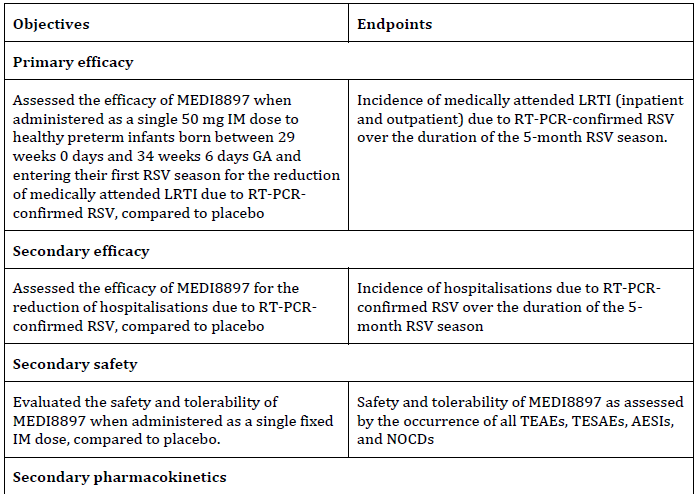 Objectives
Endpoints
Primary efficacy
Assessed the efficacy of MEDI8897 when
administered as a single 50 mg IM dose to
healthy preterm infants born between 29
weeks 0 days and 34 weeks 6 days GA and
entering their first RSV season for the reduction
of medically attended LRTI due to RT-PCR-
confirmed RSV, compared to placebo
Incidence of medically attended LRTI (inpatient
and outpatient) due to RT-PCR-confirmed RSV
over the duration of the 5-month RSV season.
Secondary efficacy
Assessed the efficacy of MEDI8897 for the
reduction of hospitalisations due to RT-PCR-
confirmed RSV, compared to placebo
Incidence of hospitalisations due to RT-PCR-
confirmed RSV over the duration of the 5-
month RSV season
Secondary safety
Evaluated the safety and tolerability of
MEDI8897 when administered as a single fixed
IM dose, compared to placebo.
Safety and tolerability of MEDI8897 as assessed
by the occurrence of all TEAEs, TESAEs, AESIs,
and NOCDs
Secondary pharmacokinetics